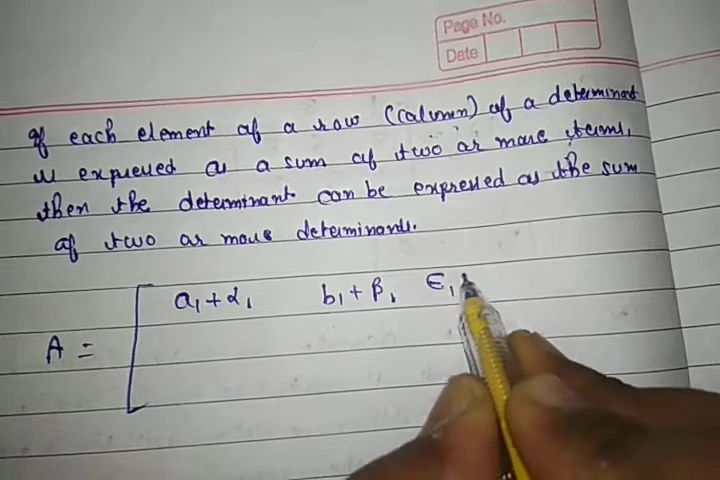 Page No.
Date
If each element of a row (column) of a determinant
is expressed as a sum of two or more terms,
then the determinant can be expressed as the sum
of two or more determinants.
a₁+α₁ b₁+β₁ ∈₁
A =